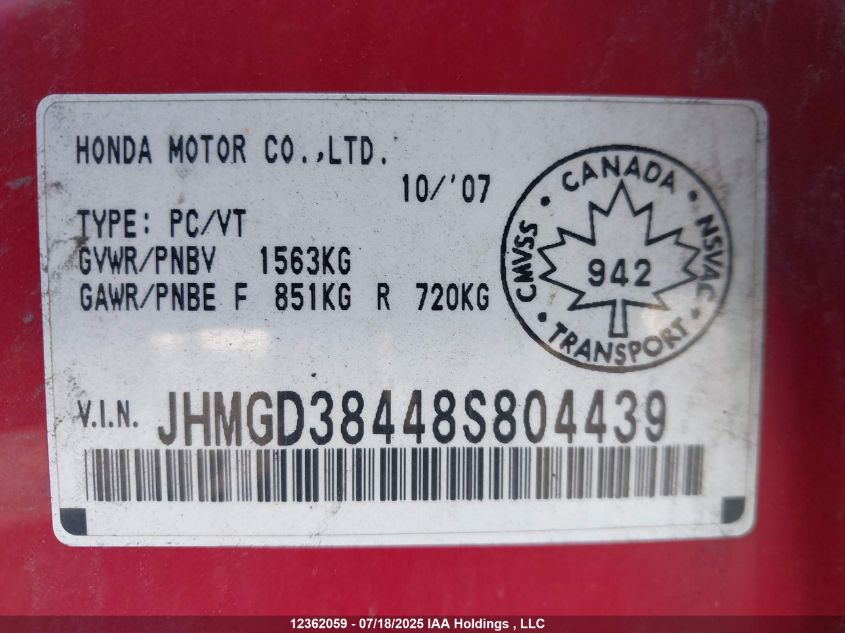 HONDA MOTOR CO.,LTD.
10/'07
TYPE: PC/VT
GVWR/PNBV 1563KG
GAWR/PNBE F 851KG R 720KG
CANADA • NSVAC • TRANSPORT • CMVSS •
942
V.I.N. JHMGD38448S804439
12362059 - 07/18/2025 IAA Holdings , LLC